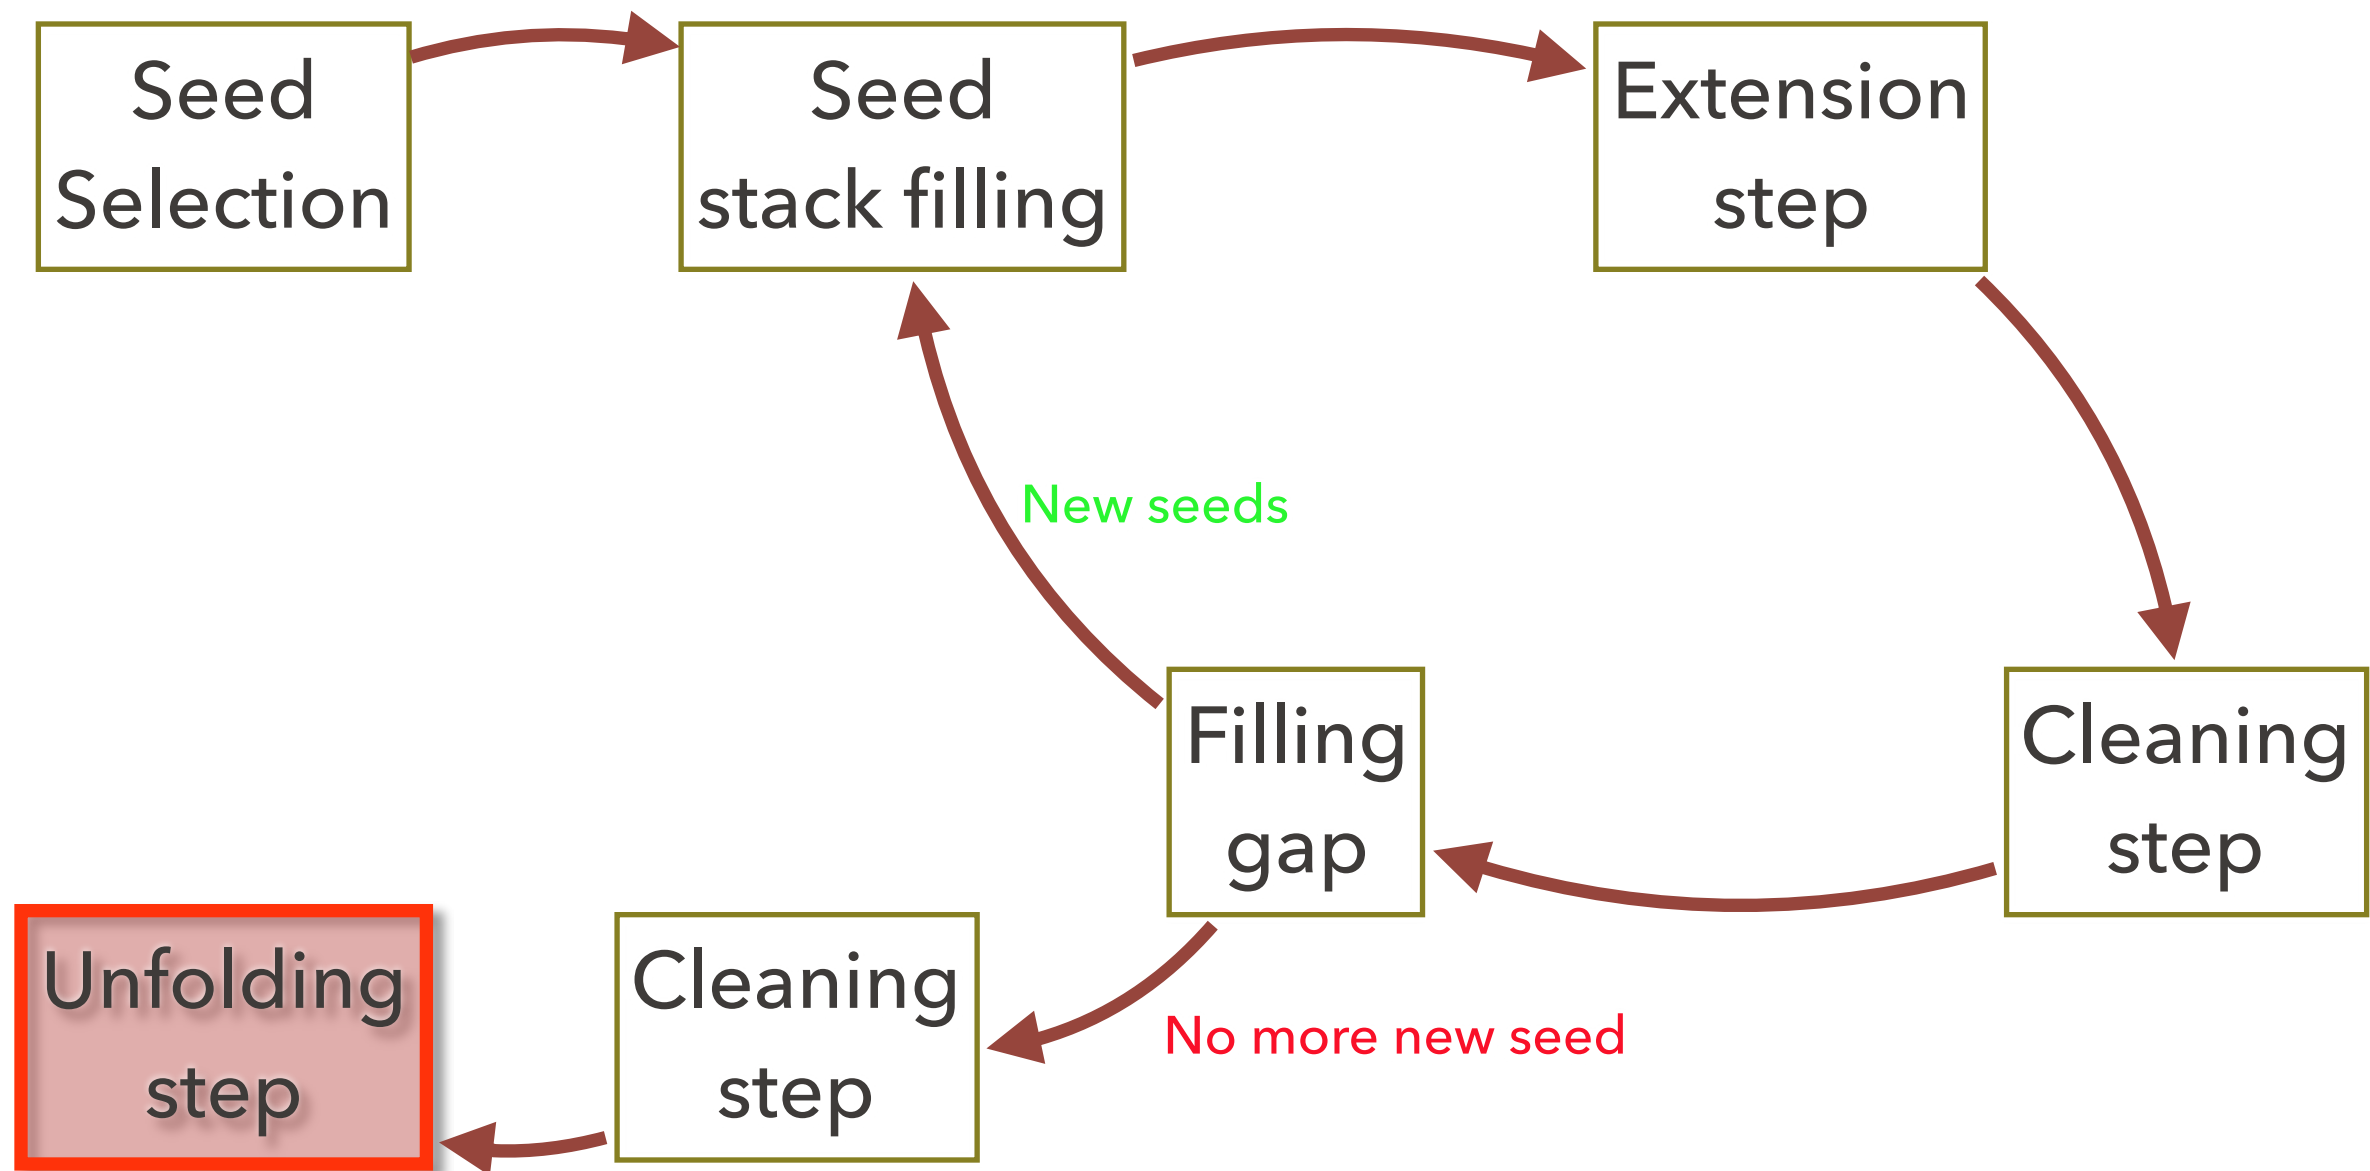 Seed
Selection
Seed
stack filling
Extension
step
New seeds
Filling
gap
Cleaning
step
Unfolding
step
Cleaning
step
No more new seed